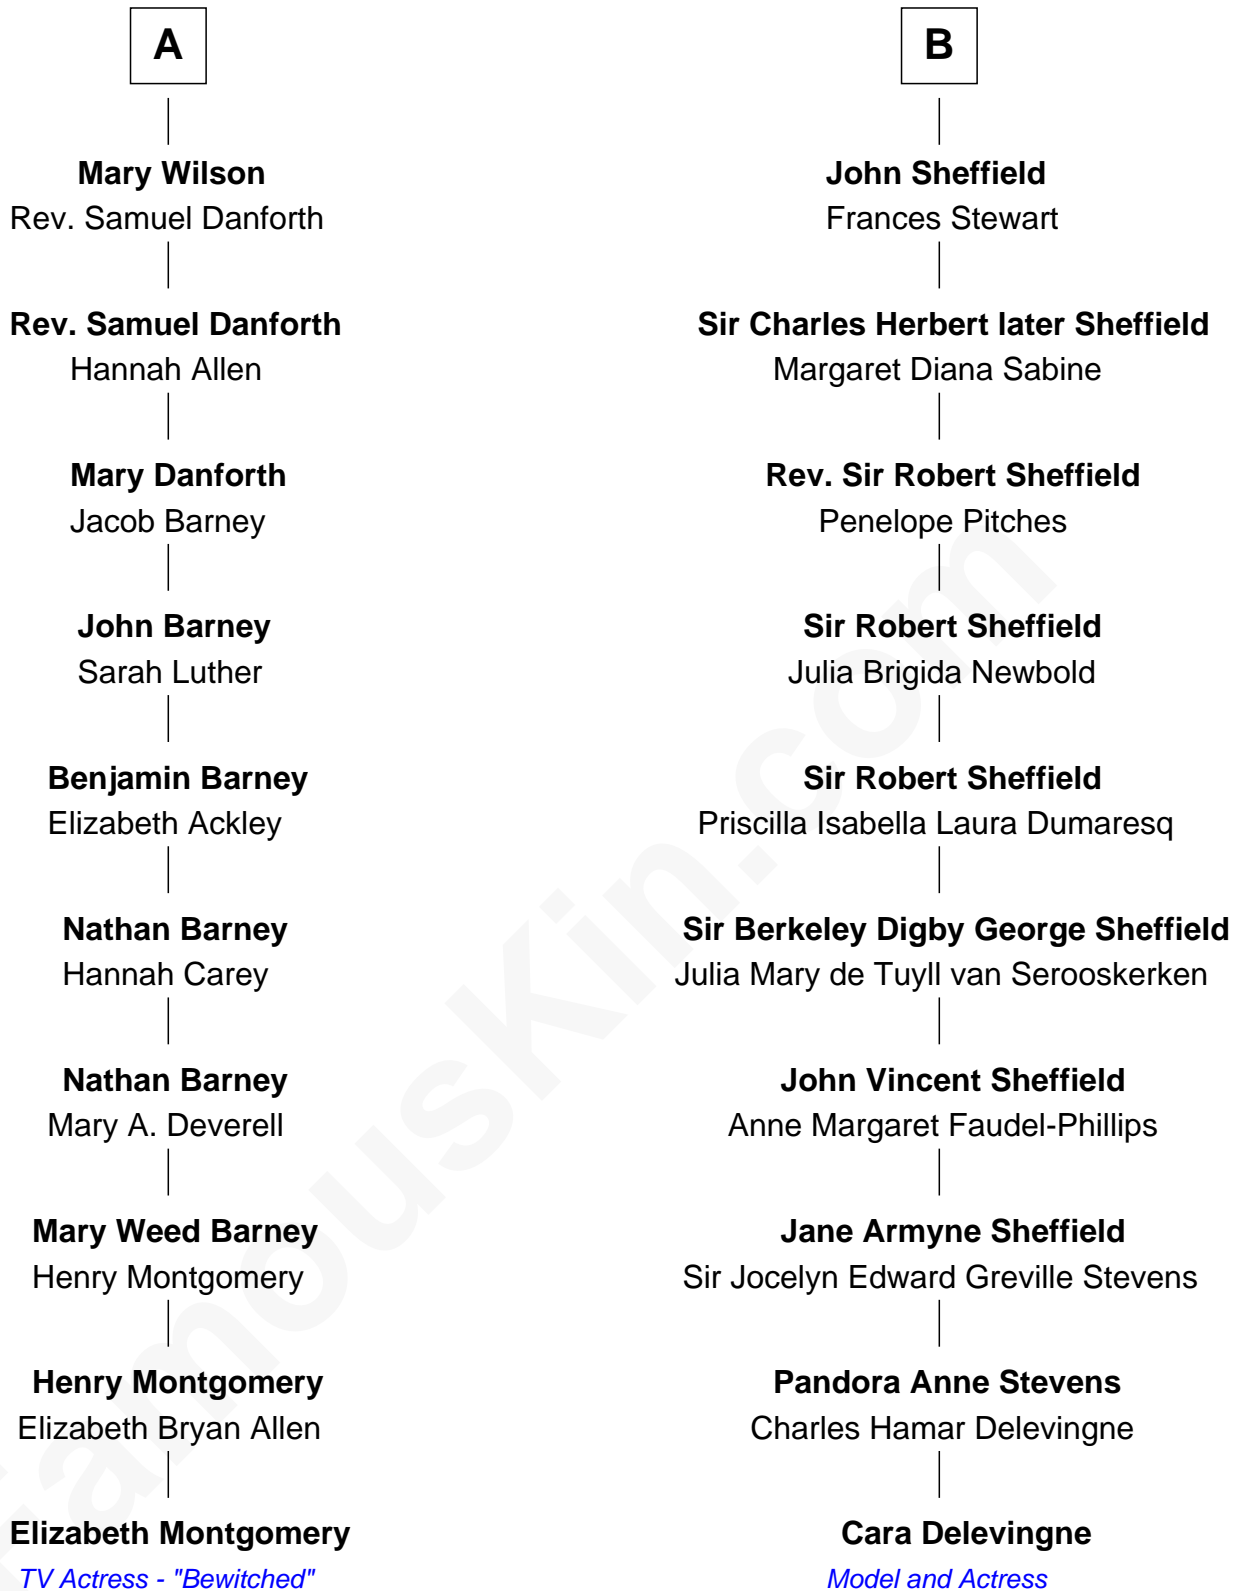 A
Mary Wilson
Rev. Samuel Danforth
Rev. Samuel Danforth
Hannah Allen
Mary Danforth
Jacob Barney
John Barney
Sarah Luther
Benjamin Barney
Elizabeth Ackley
Nathan Barney
Hannah Carey
Nathan Barney
Mary A. Deverell
Mary Weed Barney
Henry Montgomery
Henry Montgomery
Elizabeth Bryan Allen
Elizabeth Montgomery
TV Actress - "Bewitched"
B
John Sheffield
Frances Stewart
Sir Charles Herbert later Sheffield
Margaret Diana Sabine
Rev. Sir Robert Sheffield
Penelope Pitches
Sir Robert Sheffield
Julia Brigida Newbold
Sir Robert Sheffield
Priscilla Isabella Laura Dumaresq
Sir Berkeley Digby George Sheffield
Julia Mary de Tuyll van Serooskerken
John Vincent Sheffield
Anne Margaret Faudel-Phillips
Jane Armyne Sheffield
Sir Jocelyn Edward Greville Stevens
Pandora Anne Stevens
Charles Hamar Delevingne
Cara Delevingne
Model and Actress
FamousKin.com